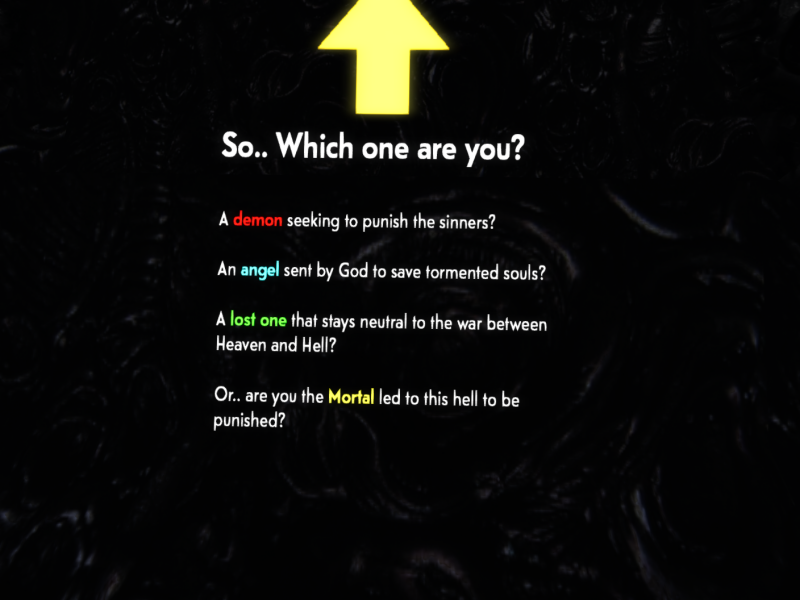 So.. Which one are you?
A demon seeking to punish the sinners?
An angel sent by God to save tormented souls?
A lost one that stays neutral to the war between
Heaven and Hell?
Or.. are you the Mortal led to this hell to be
punished?